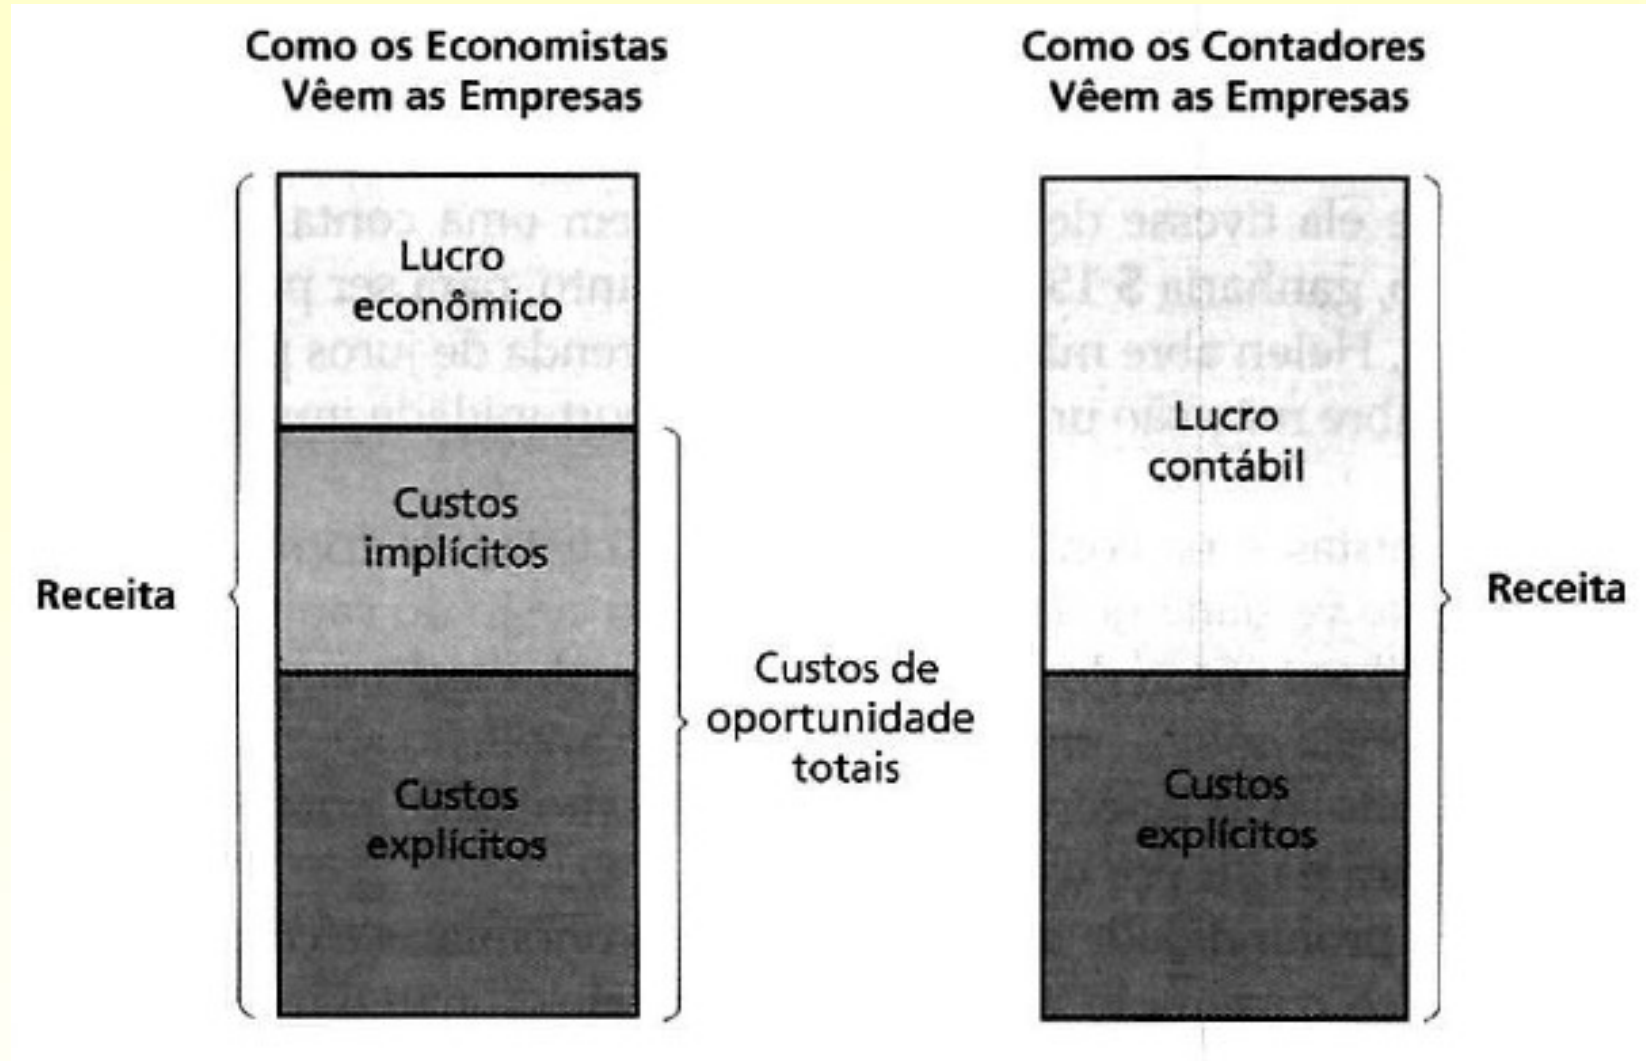 Como os Economistas
Vêem as Empresas
Como os Contadores
Vêem as Empresas
Lucro
econômico
Custos
implícitos
Custos
explícitos
Receita
Custos de
oportunidade
totais
Lucro
contábil
Custos
explícitos
Receita